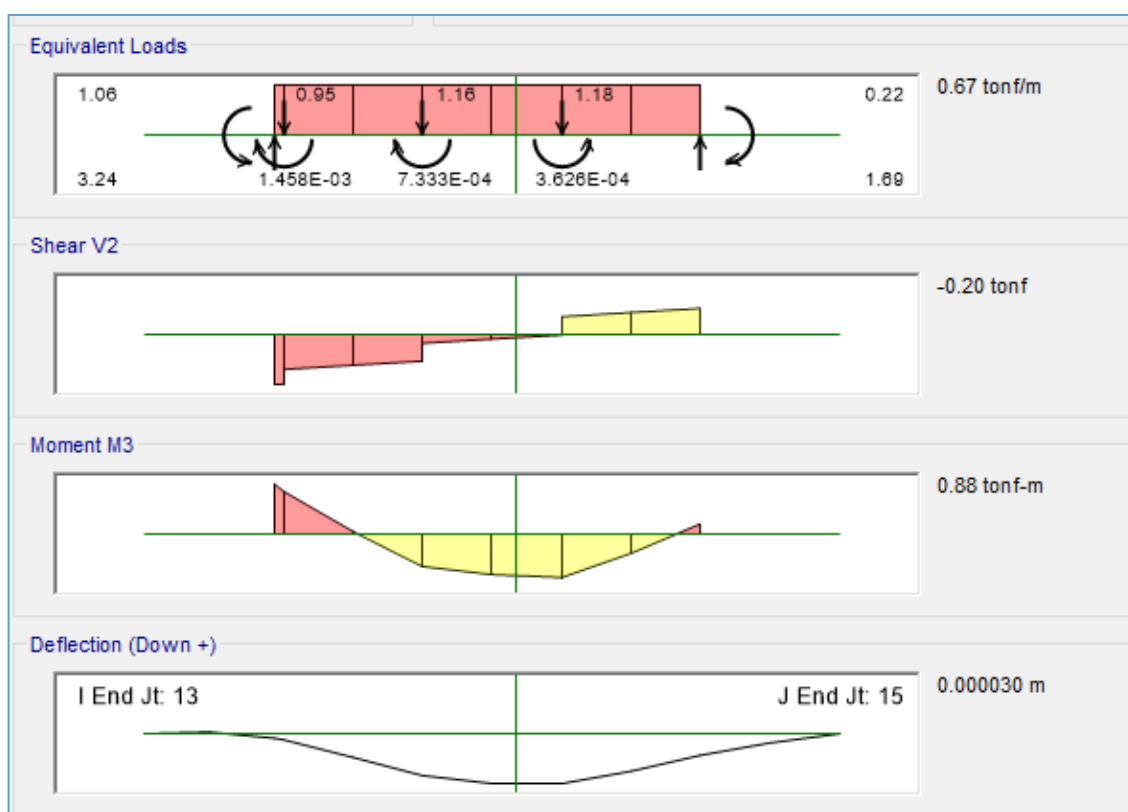 Equivalent Loads
1.06 0.95 1.16 1.18 0.22 0.67 tonf/m
3.24 1.458E-03 7.333E-04 3.626E-04 1.69
Shear V2
-0.20 tonf
Moment M3
0.88 tonf-m
Deflection (Down +)
I End Jt: 13 J End Jt: 15 0.000030 m